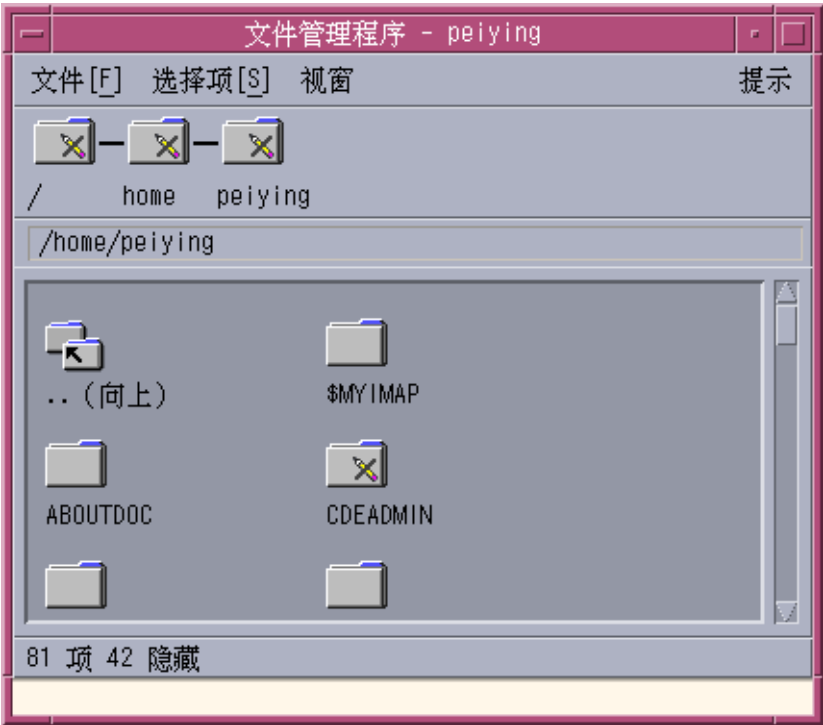 文件管理程序 - peiying
文件[F] 选择项[S] 视窗 提示
/ home peiying
/home/peiying
..(向上) $MYIMAP
ABOUTDOC CDEADMIN
81 项 42 隐藏